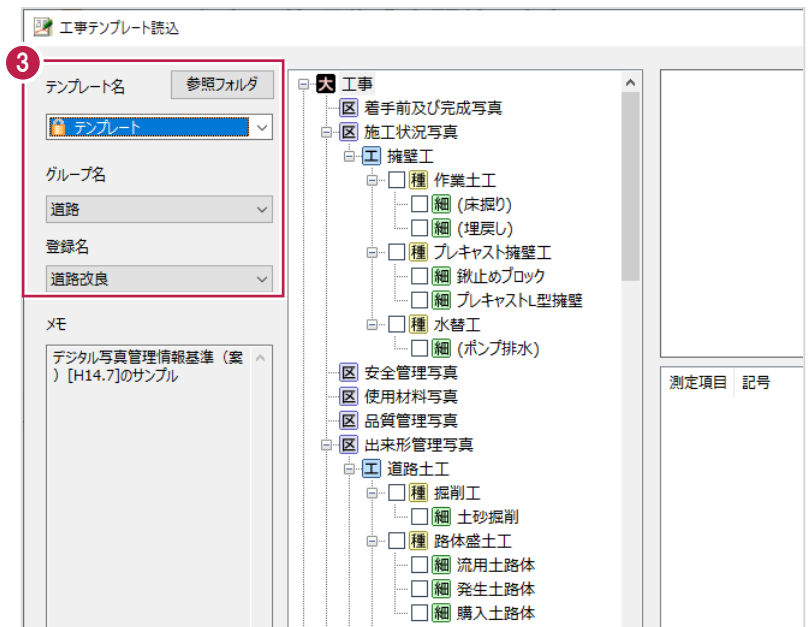 工事テンプレート読込
3
テンプレート名
参照フォルダ
テンプレート
グループ名
道路
登録名
道路改良
メモ
デジタル写真管理情報基準（案
）[H14.7]のサンプル
大 工事
区 着手前及び完成写真
区 施工状況写真
工 擁壁工
種 作業土工
細 (床掘り)
細 (埋戻し)
種 プレキャスト擁壁工
細 鍬止めブロック
細 プレキャストL型擁壁
種 水替工
細 (ポンプ排水)
区 安全管理写真
区 使用材料写真
区 品質管理写真
区 出来形管理写真
工 道路土工
種 掘削工
細 土砂掘削
種 路体盛土工
細 流用土路体
細 発生土路体
細 購入土路体
測定項目 記号